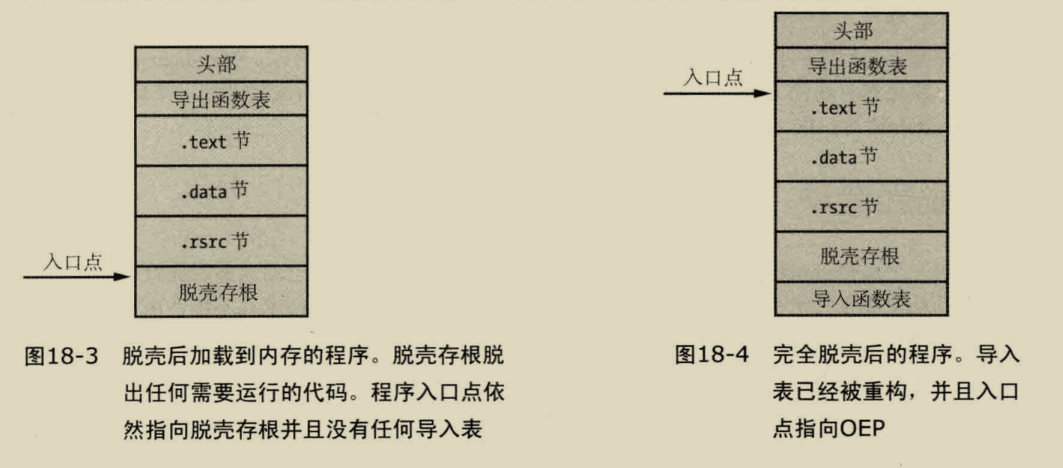 头部
导出函数表
.text 节
.data 节
.rsrc 节
入口点
脱壳存根
图18-3 脱壳后加载到内存的程序。脱壳存根脱
出任何需要运行的代码。程序入口点依
然指向脱壳存根并且没有任何导入表
头部
入口点
导出函数表
.text 节
.data 节
.rsrc 节
脱壳存根
导入函数表
图18-4 完全脱壳后的程序。导入
表已经被重构，并且入口
点指向OEP